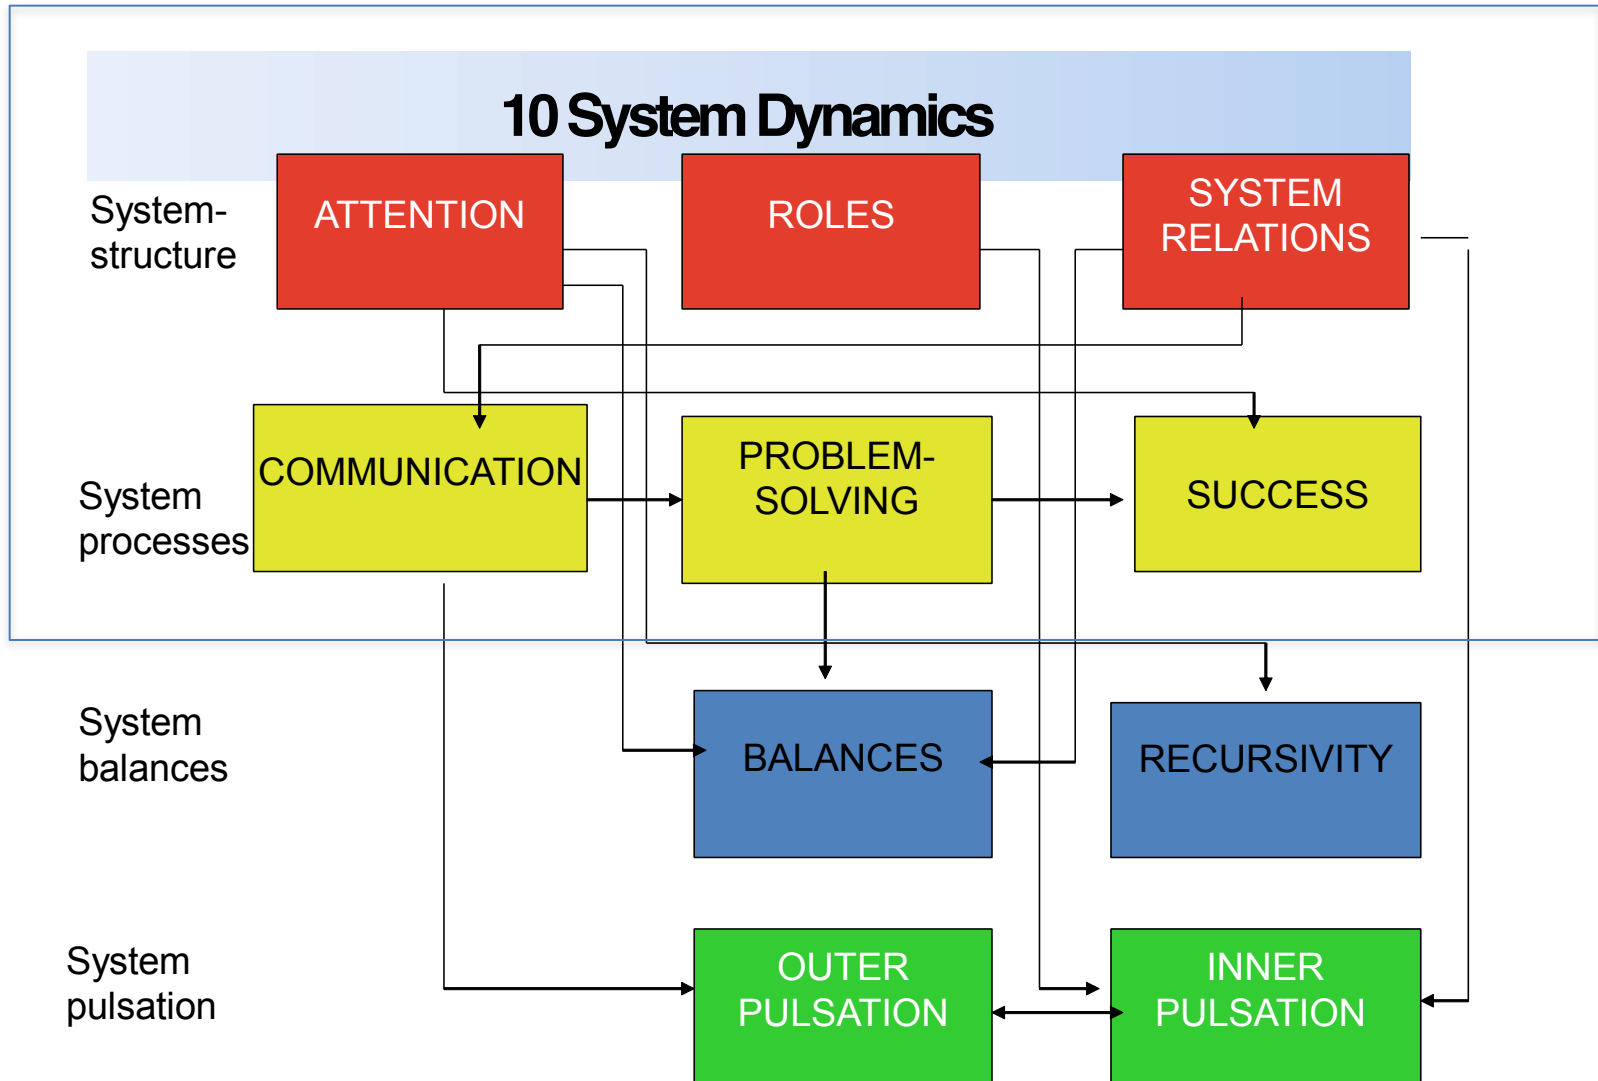 10 System Dynamics
System-
structure
ATTENTION
ROLES
SYSTEM
RELATIONS
System
processes
COMMUNICATION
PROBLEM-
SOLVING
SUCCESS
System
balances
BALANCES
RECURSIVITY
System
pulsation
OUTER
PULSATION
INNER
PULSATION